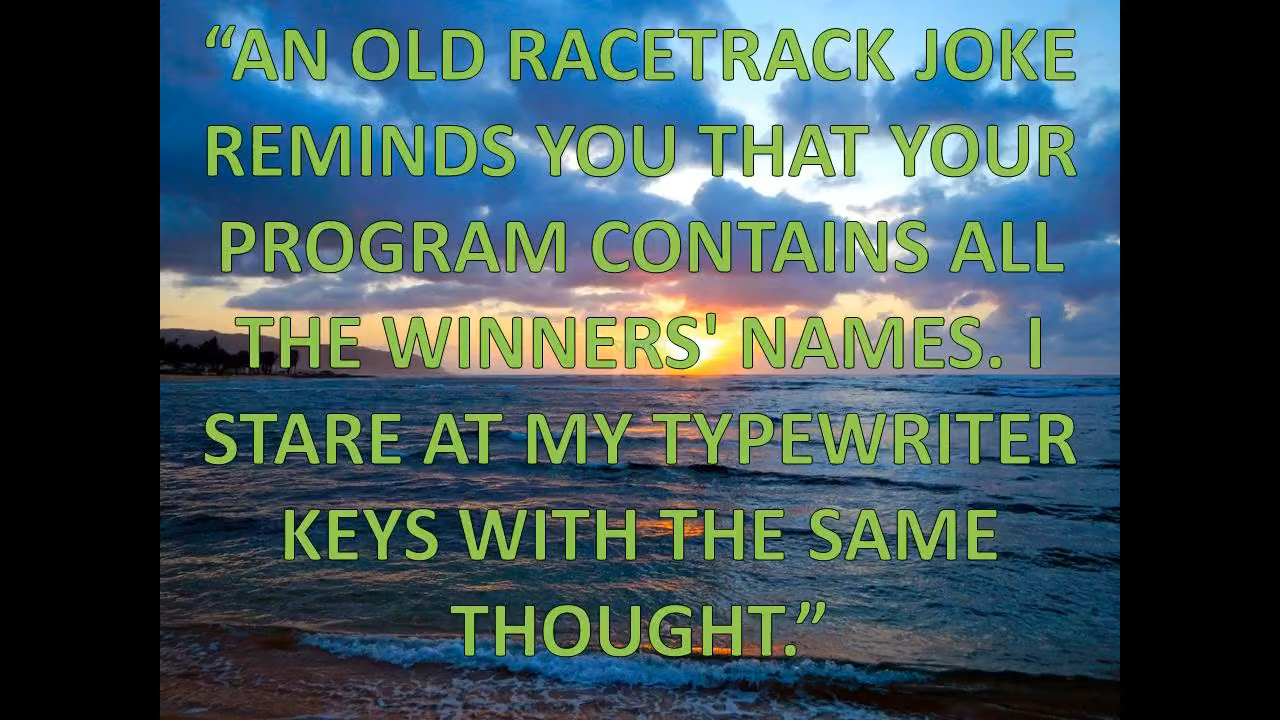 “AN OLD RACETRACK JOKE
REMINDS YOU THAT YOUR
PROGRAM CONTAINS ALL
THE WINNERS' NAMES. I
STARE AT MY TYPEWRITER
KEYS WITH THE SAME
THOUGHT.”